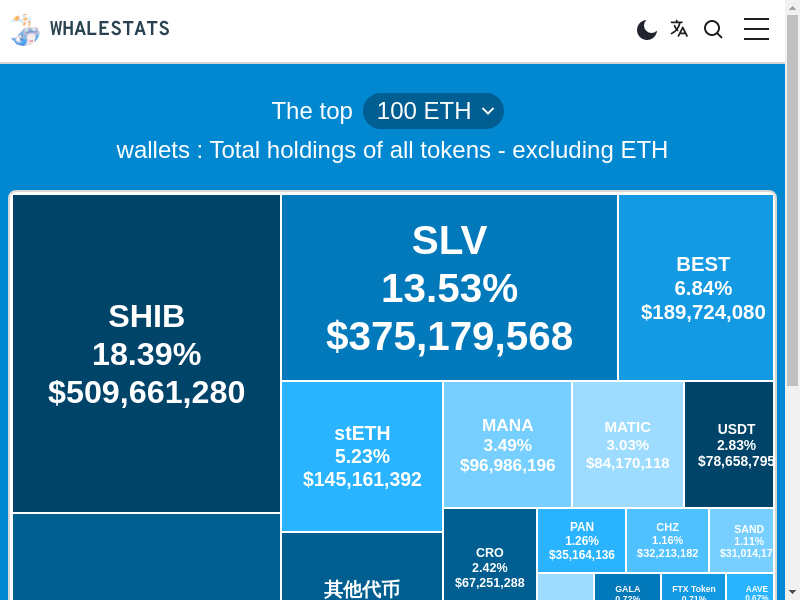 WHALESTATS
The top 100 ETH
wallets : Total holdings of all tokens - excluding ETH
SHIB
18.39%
$509,661,280
SLV
13.53%
$375,179,568
BEST
6.84%
$189,724,080
stETH
5.23%
$145,161,392
MANA
3.49%
$96,986,196
MATIC
3.03%
$84,170,118
USDT
2.83%
$78,658,795
其他代币
CRO
2.42%
$67,251,288
PAN
1.26%
$35,164,136
CHZ
1.16%
$32,213,182
SAND
1.11%
$31,014,17
GALA
0.72%
FTX Token
0.71%
AAVE
0.67%